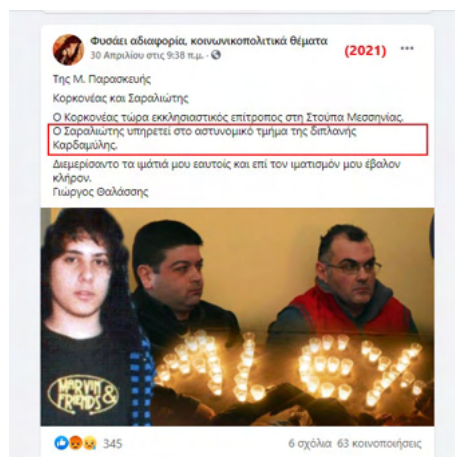 Φυσάει αδιαφορία, κοινωνικοπολιτικά θέματα
30 Απριλίου στις 9:38 π.μ. ·
(2021)
Της Μ. Παρασκευής
Κορκονέας και Σαραλιώτης
Ο Κορκονέας τώρα εκκλησιαστικός επίτροπος στη Στούπα Μεσσηνίας.
Ο Σαραλιώτης υπηρετεί στο αστυνομικό τμήμα της διπλανής
Καρδαμύλης.
Διεμερίσαντο τα ιμάτιά μου εαυτοίς και επί τον ιματισμόν μου έβαλον
κλήρον.
Γιώργος Θαλάσσης
MARVIN &
FRIENDS
ALEX
345
6 σχόλια 63 κοινοποιήσεις